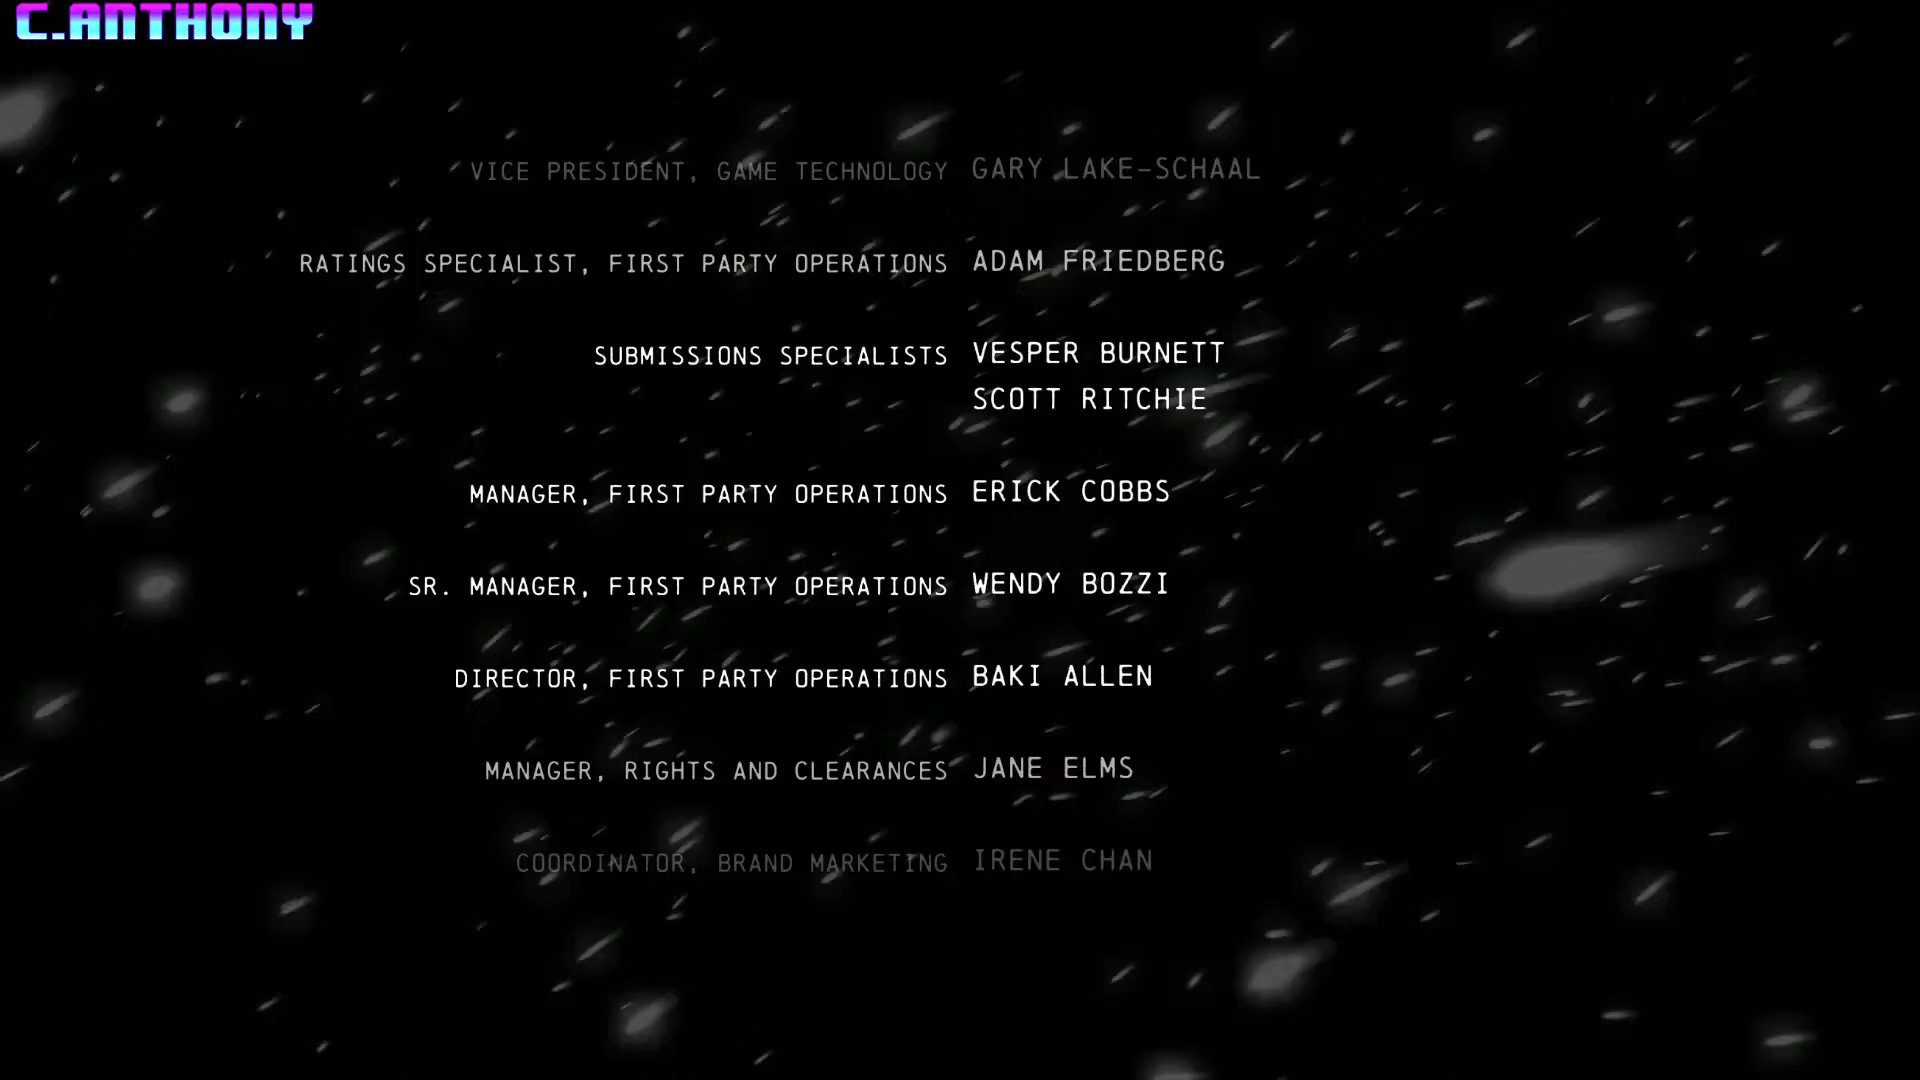 C.ANTHONY
VICE PRESIDENT, GAME TECHNOLOGY GARY LAKE-SCHAAL
RATINGS SPECIALIST, FIRST PARTY OPERATIONS ADAM FRIEDBERG
SUBMISSIONS SPECIALISTS VESPER BURNETT
SCOTT RITCHIE
MANAGER, FIRST PARTY OPERATIONS ERICK COBBS
SR. MANAGER, FIRST PARTY OPERATIONS WENDY BOZZI
DIRECTOR, FIRST PARTY OPERATIONS BAKI ALLEN
MANAGER, RIGHTS AND CLEARANCES JANE ELMS
COORDINATOR, BRAND MARKETING IRENE CHAN